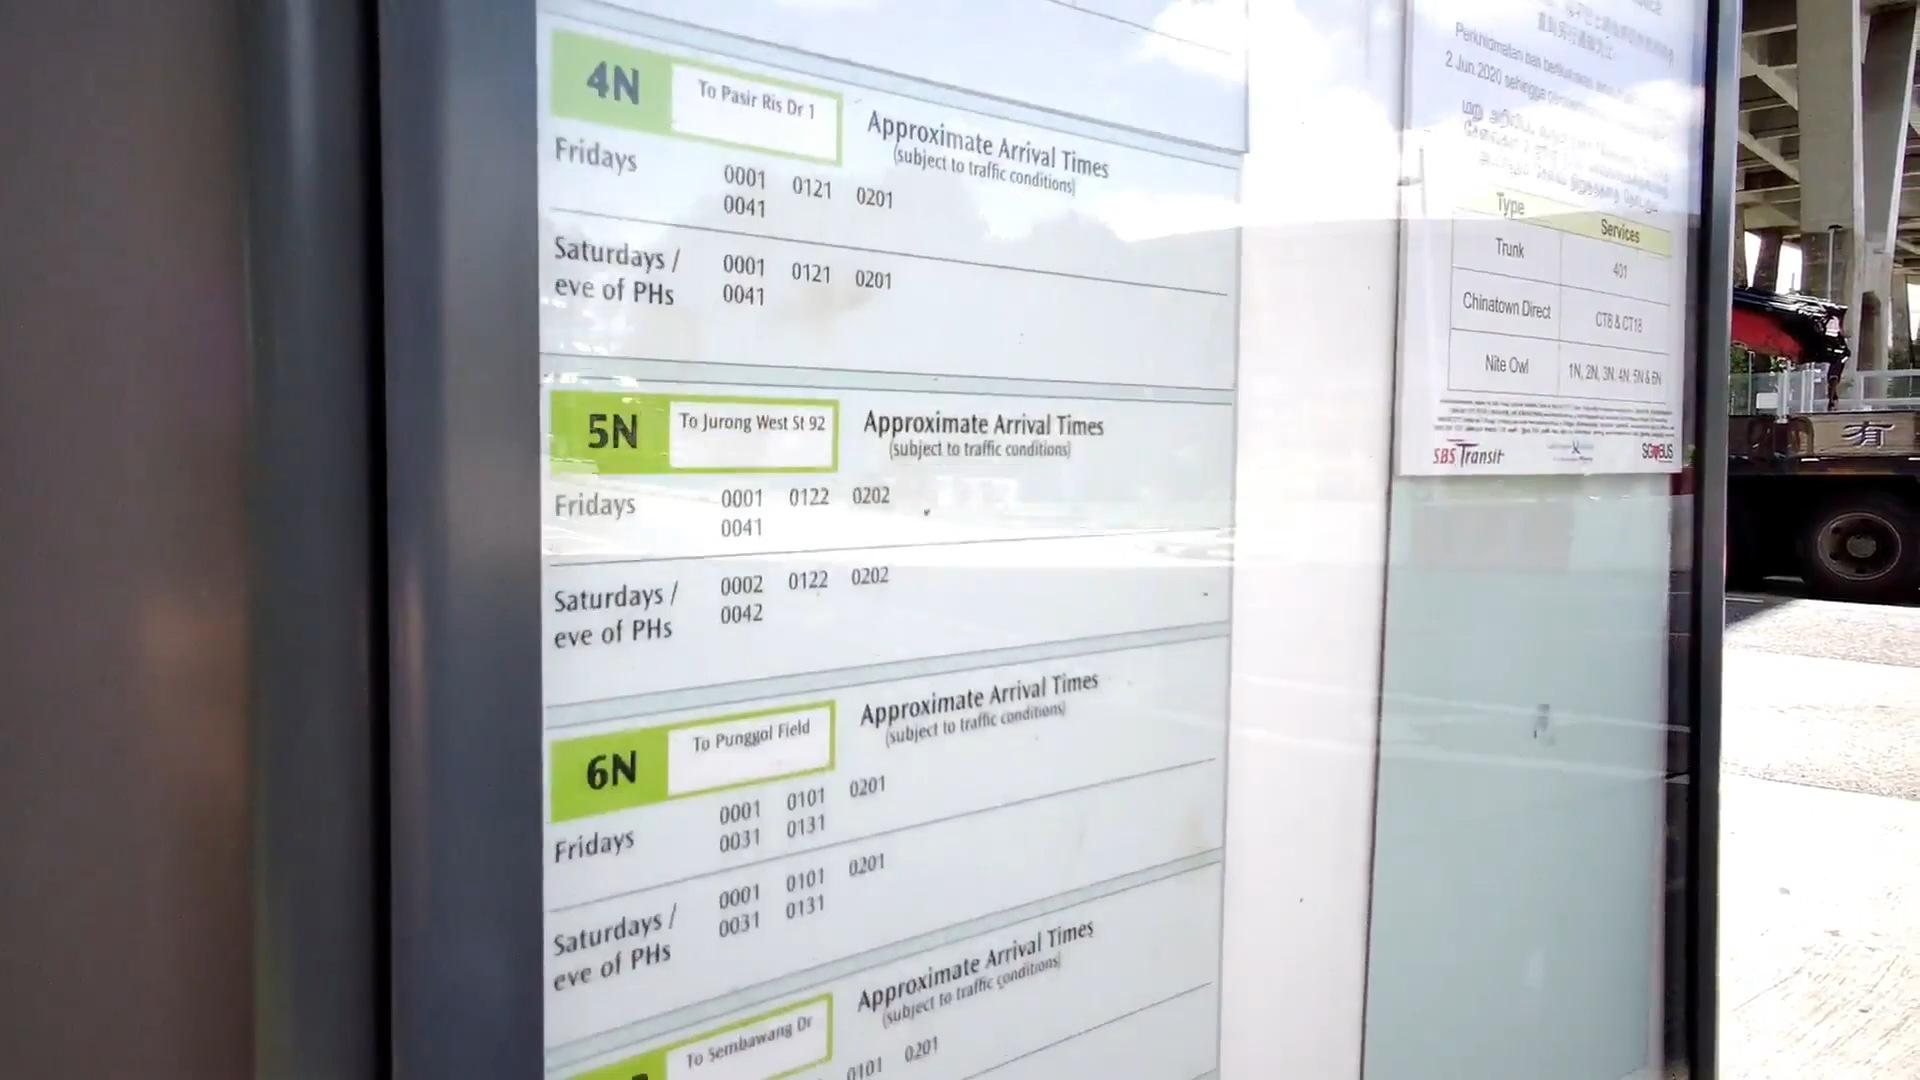 4N
To Pasir Ris Dr 1
Approximate Arrival Times
(subject to traffic conditions)
Fridays
0001 0121 0201
0041
Saturdays /
eve of PHs
0001 0121 0201
0041
5N
To Jurong West St 92
Approximate Arrival Times
(subject to traffic conditions)
Fridays
0001 0122 0202
0041
Saturdays /
eve of PHs
0002 0122 0202
0042
6N
To Punggol Field
Approximate Arrival Times
(subject to traffic conditions)
Fridays
0001 0101 0201
0031 0131
Saturdays /
eve of PHs
0001 0101 0201
0031 0131
To Sembawang Dr
Approximate Arrival Times
(subject to traffic conditions)
0101 0201
Perkhidmatan bas
2 Jun 2020 sehingga
Type Services
Trunk 401
Chinatown Direct CT8 & CT18
Nite Owl 1N, 2N, 3N, 4N, 5N & 6N
SBS Transit
SG BUS
有